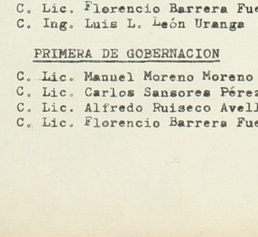 C. Lic. Florencio Barrera Fue
C. Ing. Luis L. León Uranga
PRIMERA DE GOBERNACION
C. Lic. Manuel Moreno Moreno
C. Lic. Carlos Sansores Pérez
C. Lic. Alfredo Ruiseco Avell
C. Lic. Florencio Barrera Fue